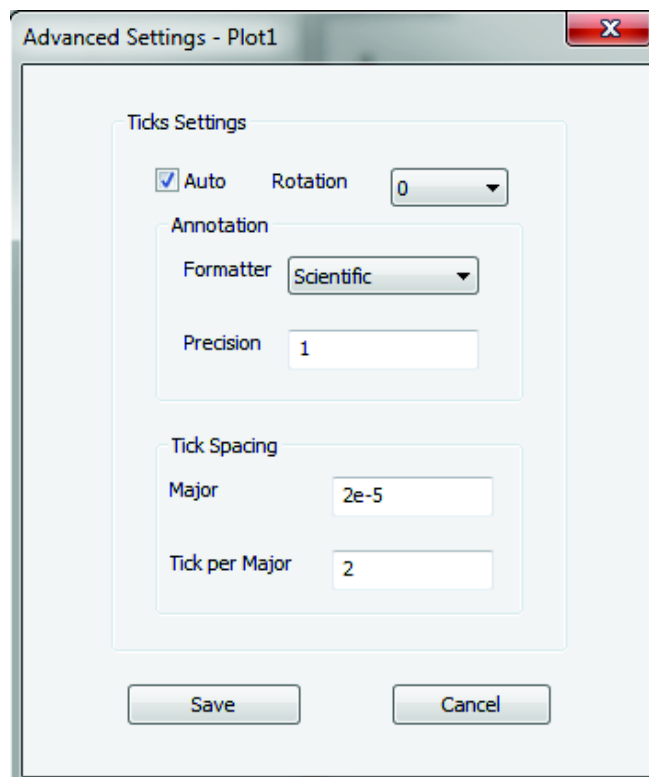 Advanced Settings - Plot1
Ticks Settings
Auto Rotation 0
Annotation
Formatter Scientific
Precision 1
Tick Spacing
Major 2e-5
Tick per Major 2
Save Cancel